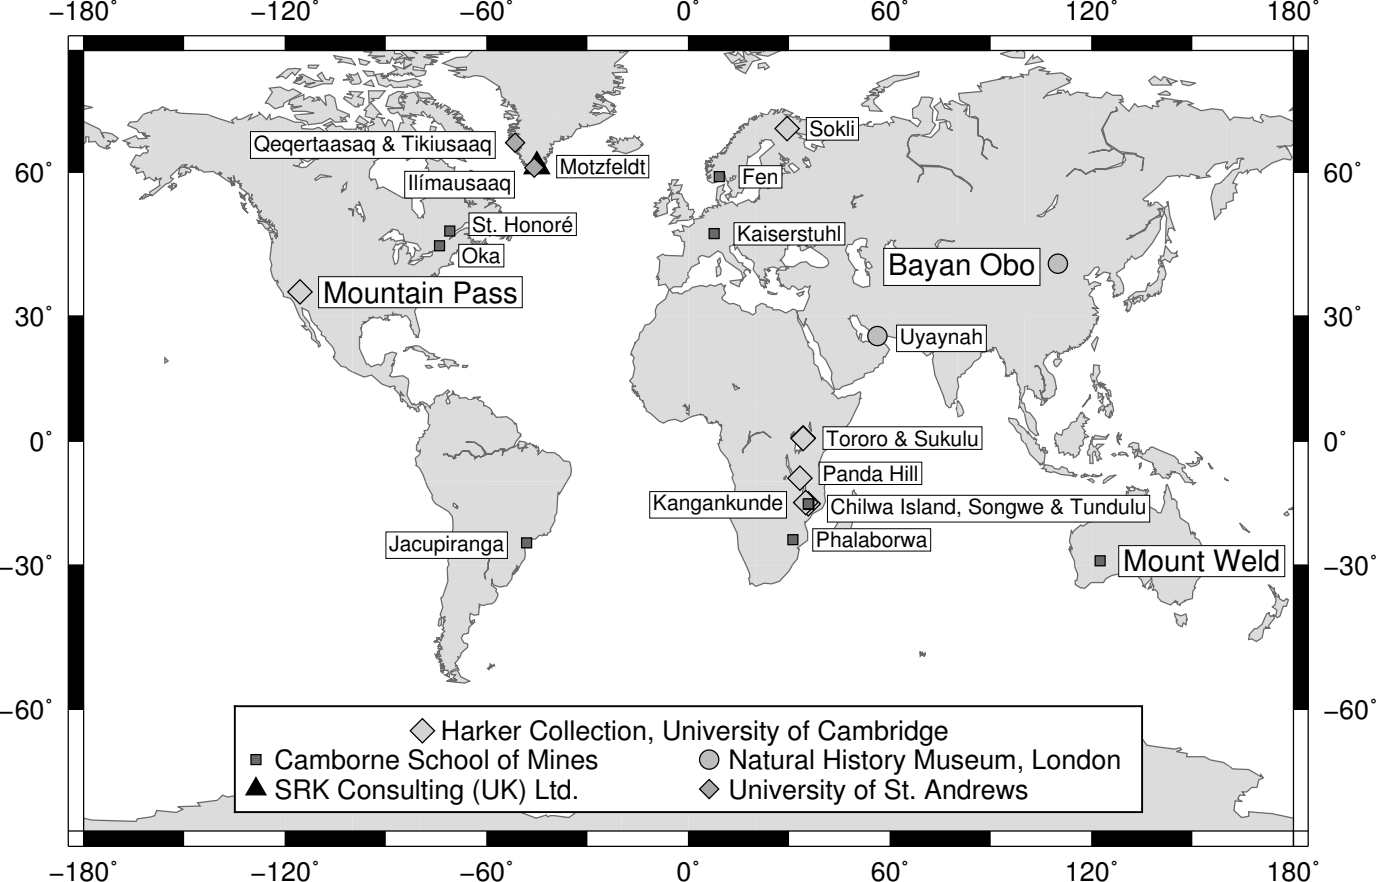 −180˚ −120˚ −60˚ 0˚ 60˚ 120˚ 180˚
Sokli
Qeqertaasaq & Tikiusaaq
Motzfeldt
60˚ 60˚
Fen
Ilímausaaq
St. Honoré
Kaiserstuhl
Oka
Bayan Obo
Mountain Pass
30˚ 30˚
Uyaynah
0˚ 0˚
Tororo & Sukulu
Panda Hill
Kangankunde
Chilwa Island, Songwe & Tundulu
Phalaborwa
Jacupiranga
Mount Weld
−30˚ −30˚
−60˚ −60˚
Harker Collection, University of Cambridge
Camborne School of Mines Natural History Museum, London
SRK Consulting (UK) Ltd. University of St. Andrews
−180˚ −120˚ −60˚ 0˚ 60˚ 120˚ 180˚